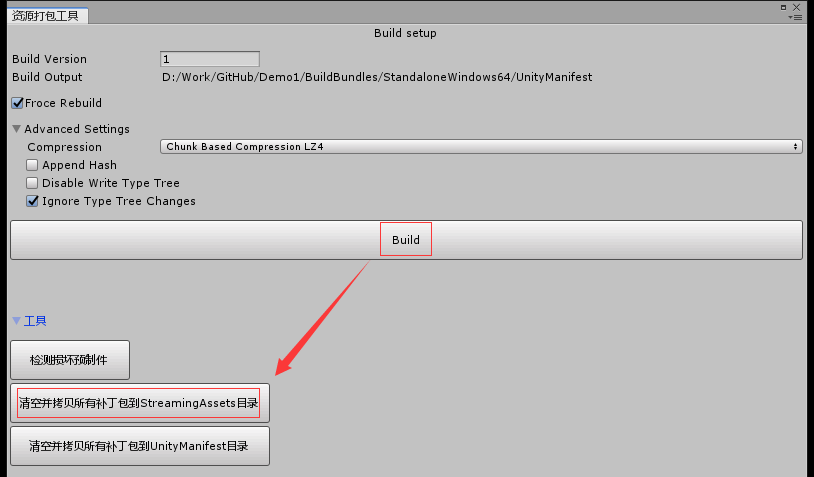 资源打包工具
Build setup
Build Version 1
Build Output D:/Work/GitHub/Demo1/BuildBundles/StandaloneWindows64/UnityManifest
Froce Rebuild
Advanced Settings
Compression Chunk Based Compression LZ4
Append Hash
Disable Write Type Tree
Ignore Type Tree Changes
Build
工具
检测损坏预制件
清空并拷贝所有补丁包到StreamingAssets目录
清空并拷贝所有补丁包到UnityManifest目录